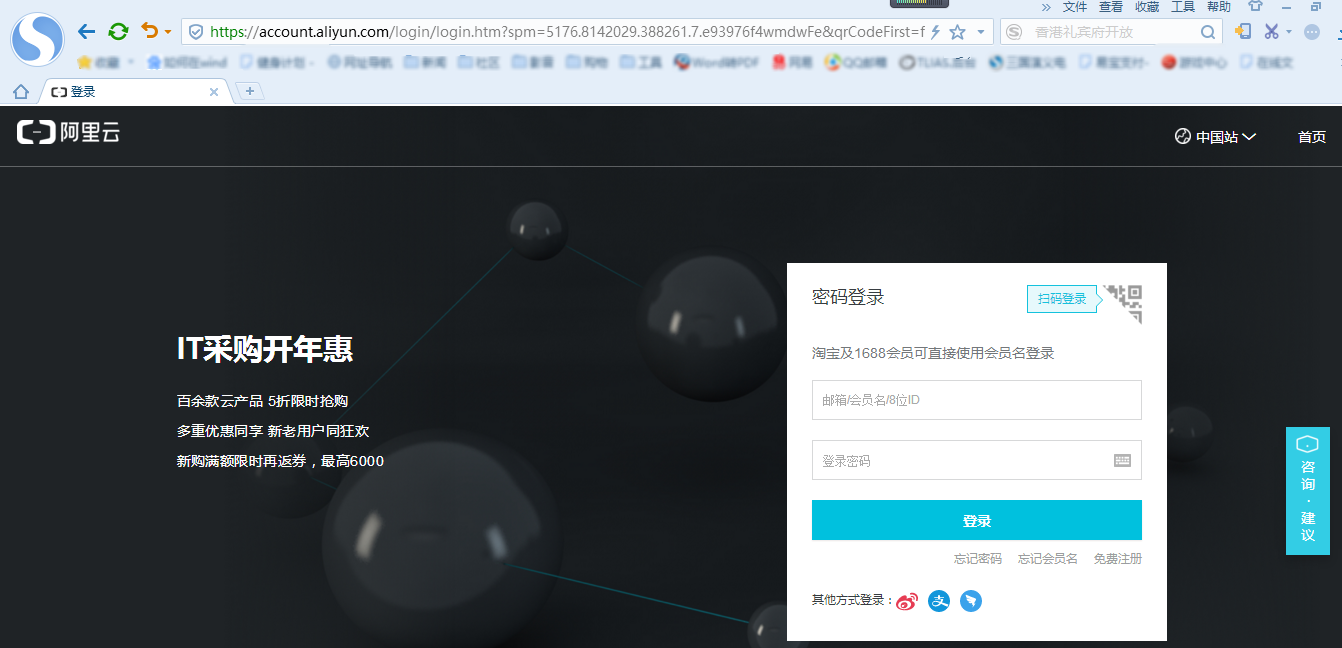 » 文件 查看 收藏 工具 帮助
https://account.aliyun.com/login/login.htm?spm=5176.8142029.388261.7.e93976f4wmdwFe&qrCodeFirst=f
香港礼宾府开放
收藏 如何在wind 健身计划 网址导航 新闻 社区 影音 购物 工具 Word转PDF 网易 QQ邮箱 TLIAS后台 三国演义电 易宝支付- 游戏中心 在线文
登录
阿里云
中国站
首页
IT采购开年惠
百余款云产品 5折限时抢购
多重优惠同享 新老用户同狂欢
新购满额限时再返券，最高6000
密码登录
扫码登录
淘宝及1688会员可直接使用会员名登录
邮箱/会员名/8位ID
登录密码
登录
忘记密码 忘记会员名 免费注册
其他方式登录：
咨询·建议